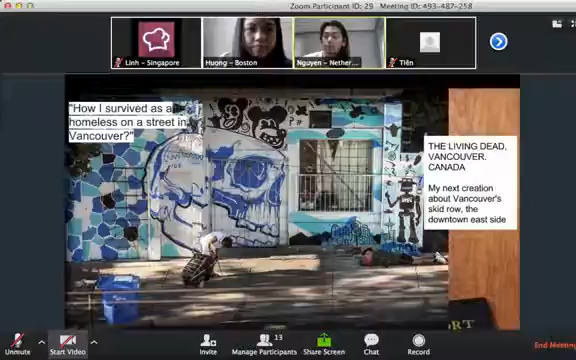 Zoom Participant ID: 29 Meeting ID: 493-487-258
Linh - Singapore
Huong - Boston
Nguyen - Nether...
Tiên
"How I survived as a
homeless on a street in
Vancouver?"
THE LIVING DEAD,
VANCOUVER.
CANADA
My next creation
about Vancouver's
skid row, the
downtown east side
Unmute
Start Video
Invite
13
Manage Participants
Share Screen
Chat
Record
End Meeting